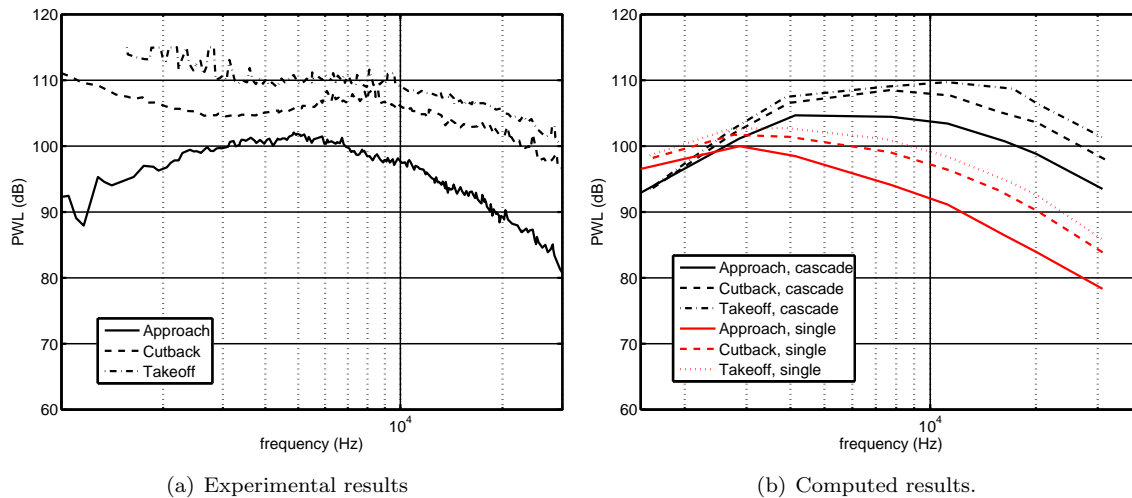 120
110
100
90
80
70
60
PWL (dB)
Approach
Cutback
Takeoff
10^4
frequency (Hz)
(a) Experimental results
120
110
100
90
80
70
60
PWL (dB)
Approach, cascade
Cutback, cascade
Takeoff, cascade
Approach, single
Cutback, single
Takeoff, single
10^4
frequency (Hz)
(b) Computed results.